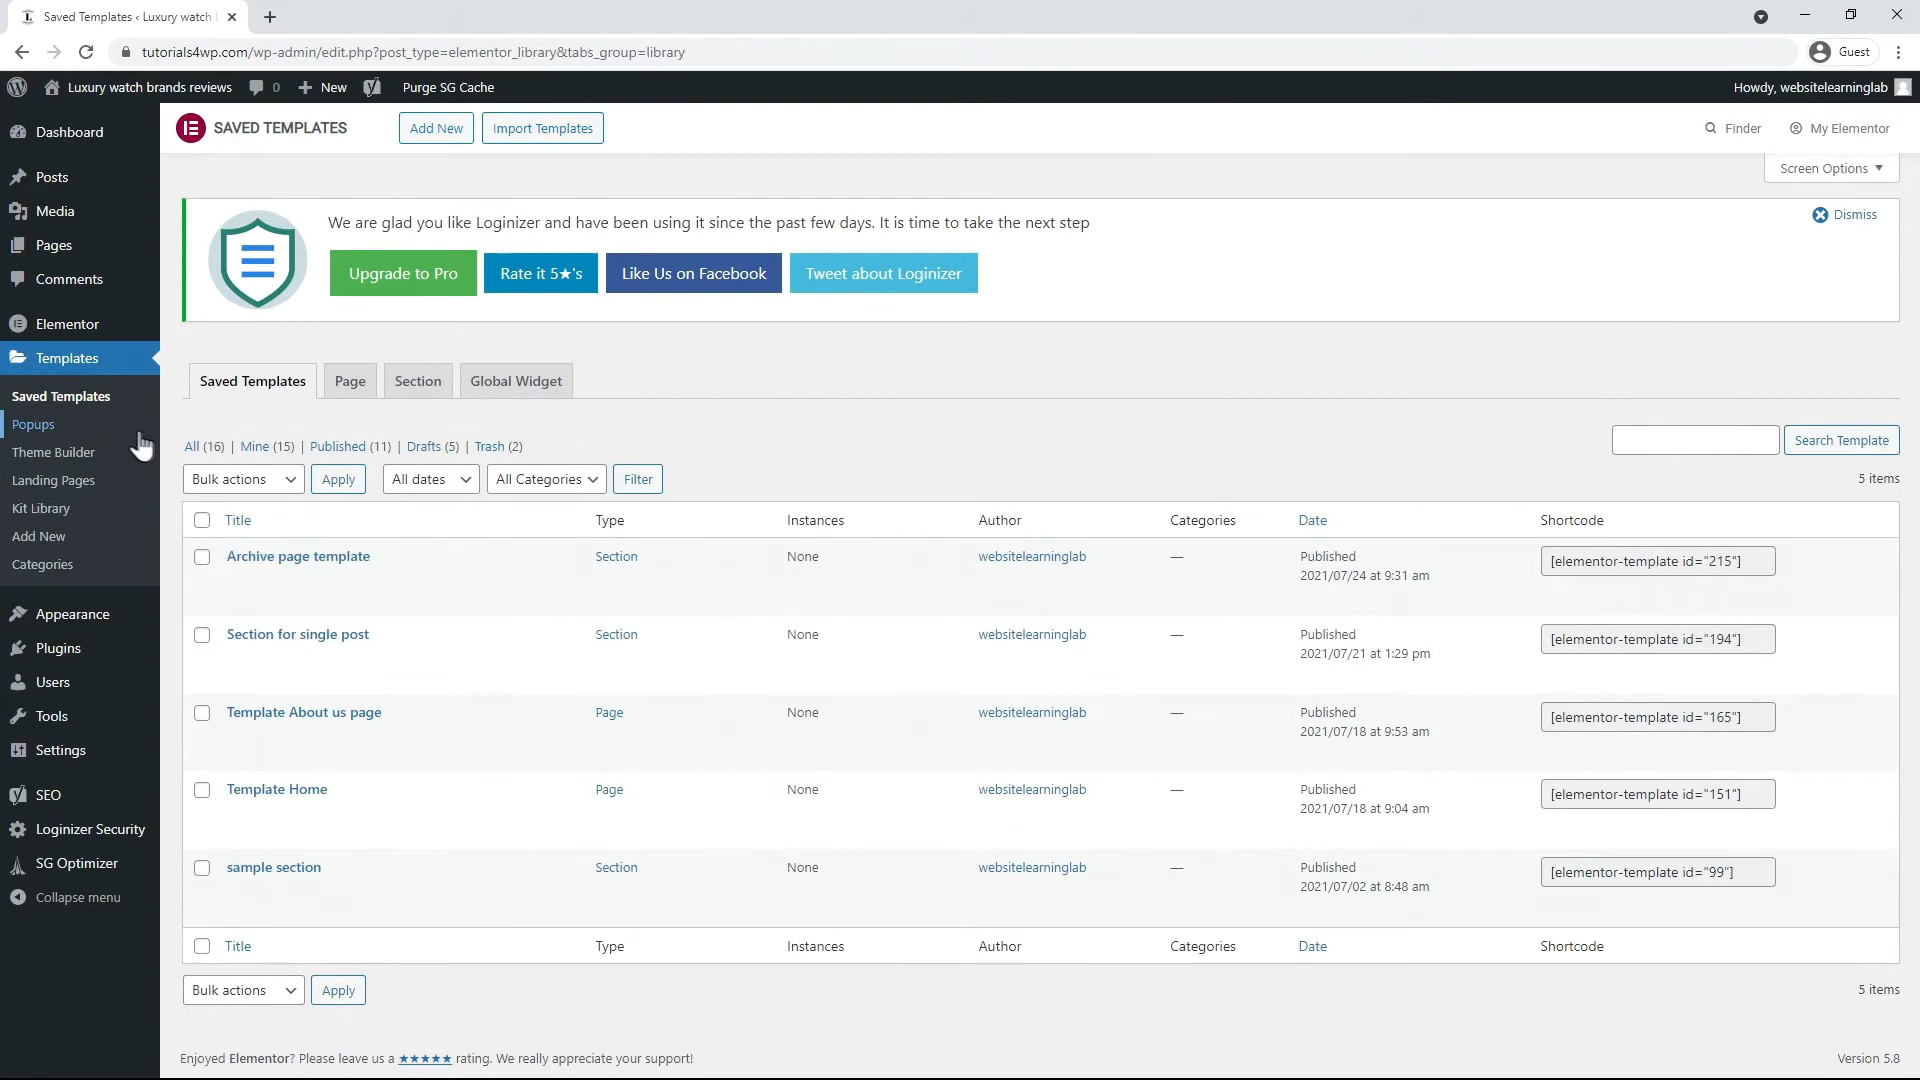 Saved Templates ‹ Luxury watch
tutorials4wp.com/wp-admin/edit.php?post_type=elementor_library&tabs_group=library
Guest
Luxury watch brands reviews 0 New Purge SG Cache
Howdy, websitelearninglab
Dashboard
Posts
Media
Pages
Comments
Elementor
Templates
Saved Templates
Popups
Theme Builder
Landing Pages
Kit Library
Add New
Categories
Appearance
Plugins
Users
Tools
Settings
SEO
Loginizer Security
SG Optimizer
Collapse menu
SAVED TEMPLATES Add New Import Templates
Finder My Elementor
Screen Options
We are glad you like Loginizer and have been using it since the past few days. It is time to take the next step
Dismiss
Upgrade to Pro Rate it 5★'s Like Us on Facebook Tweet about Loginizer
Saved Templates Page Section Global Widget
All (16) | Mine (15) | Published (11) | Drafts (5) | Trash (2)
Search Template
Bulk actions Apply All dates All Categories Filter
5 items
Title Type Instances Author Categories Date Shortcode
Archive page template Section None websitelearninglab — Published [elementor-template id="215"]
2021/07/24 at 9:31 am
Section for single post Section None websitelearninglab — Published [elementor-template id="194"]
2021/07/21 at 1:29 pm
Template About us page Page None websitelearninglab — Published [elementor-template id="165"]
2021/07/18 at 9:53 am
Template Home Page None websitelearninglab — Published [elementor-template id="151"]
2021/07/18 at 9:04 am
sample section Section None websitelearninglab — Published [elementor-template id="99"]
2021/07/02 at 8:48 am
Title Type Instances Author Categories Date Shortcode
Bulk actions Apply
5 items
Enjoyed Elementor? Please leave us a ★★★★★ rating. We really appreciate your support!
Version 5.8